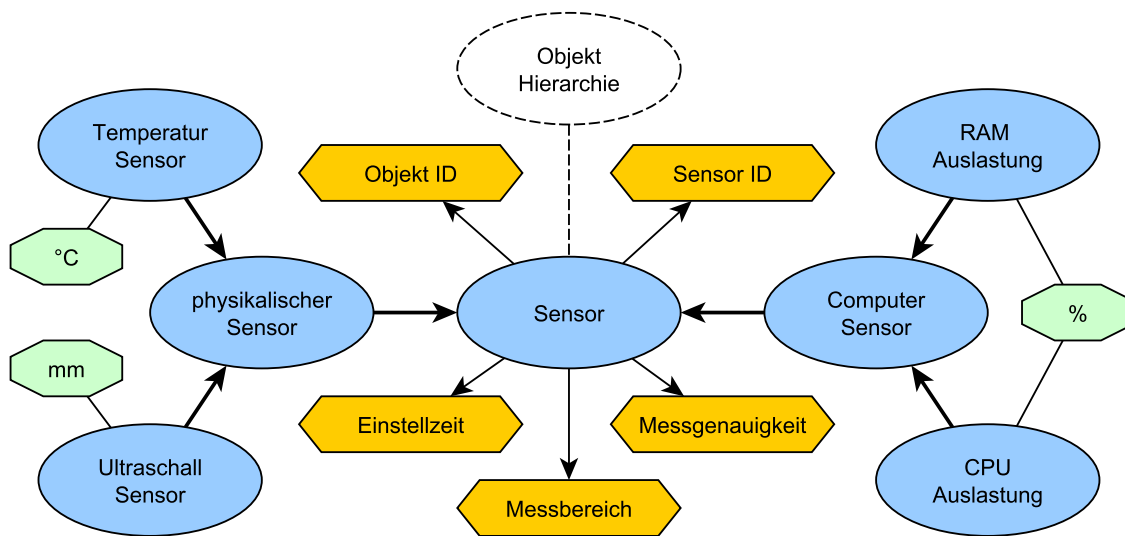 Objekt
Hierarchie
Temperatur
Sensor
RAM
Auslastung
Objekt ID
Sensor ID
°C
physikalischer
Sensor
Sensor
Computer
Sensor
%
mm
Einstellzeit
Messgenauigkeit
Ultraschall
Sensor
CPU
Auslastung
Messbereich